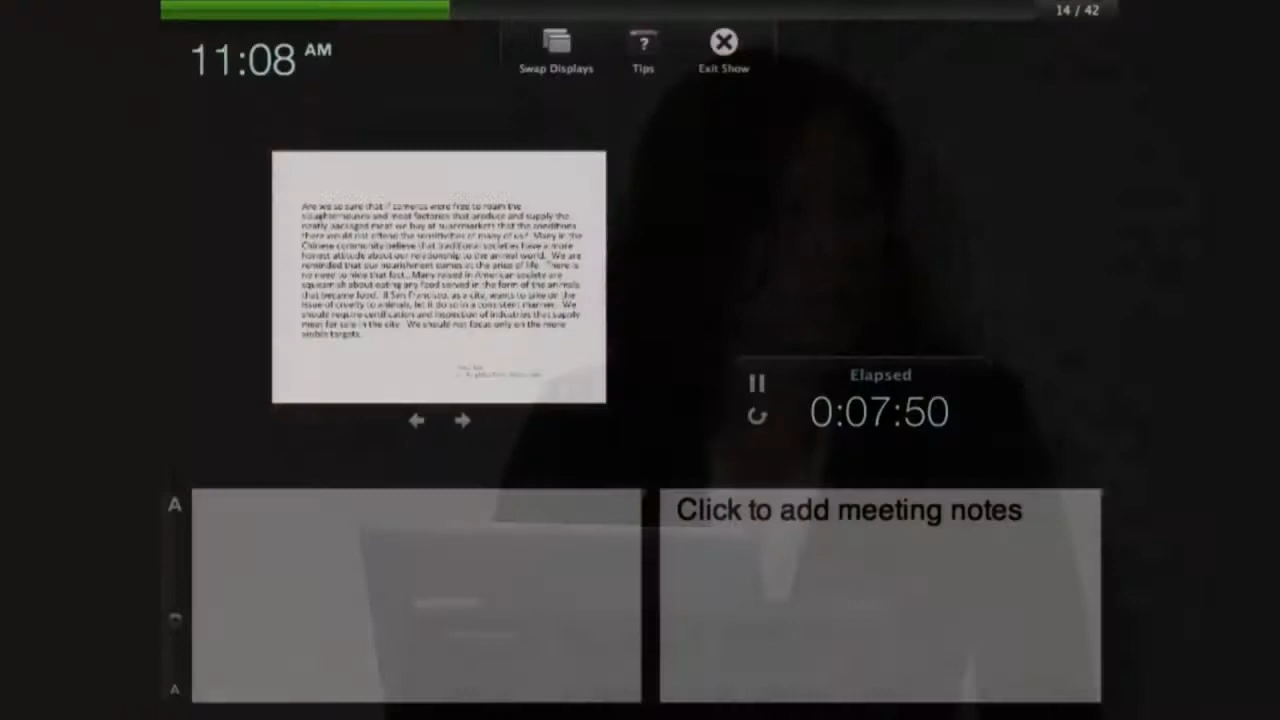 14 / 42
11:08 AM
Swap Displays
Tips
Exit Show
Are we so sure that if cameras were free to roam the
slaughterhouses and meat factories that produce and supply the
neatly packaged meat we buy at supermarkets that the conditions
there would not offend the sensitivities of many of us? Many in the
Chinese community believe that traditional societies have a more
honest attitude about our relationship to the animal world. We are
reminded that our nourishment comes at the price of life. There is
no need to hide that fact...Many raised in American society are
squeamish about eating any food served in the form of the animals
that became food. If San Francisco, as a city, wants to take on the
issue of cruelty to animals, let it do so in a consistent manner. We
should require certification and inspection of industries that supply
meat for sale in the city. We should not focus only on the more
visible targets.
Elapsed
0:07:50
A
A
Click to add meeting notes